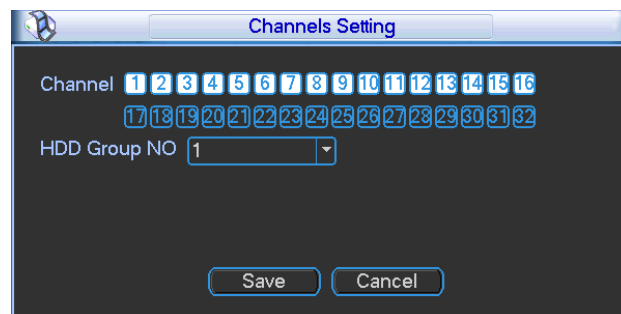 Channels Setting
Channel 1 2 3 4 5 6 7 8 9 10 11 12 13 14 15 16
17 18 19 20 21 22 23 24 25 26 27 28 29 30 31 32
HDD Group NO 1
Save Cancel